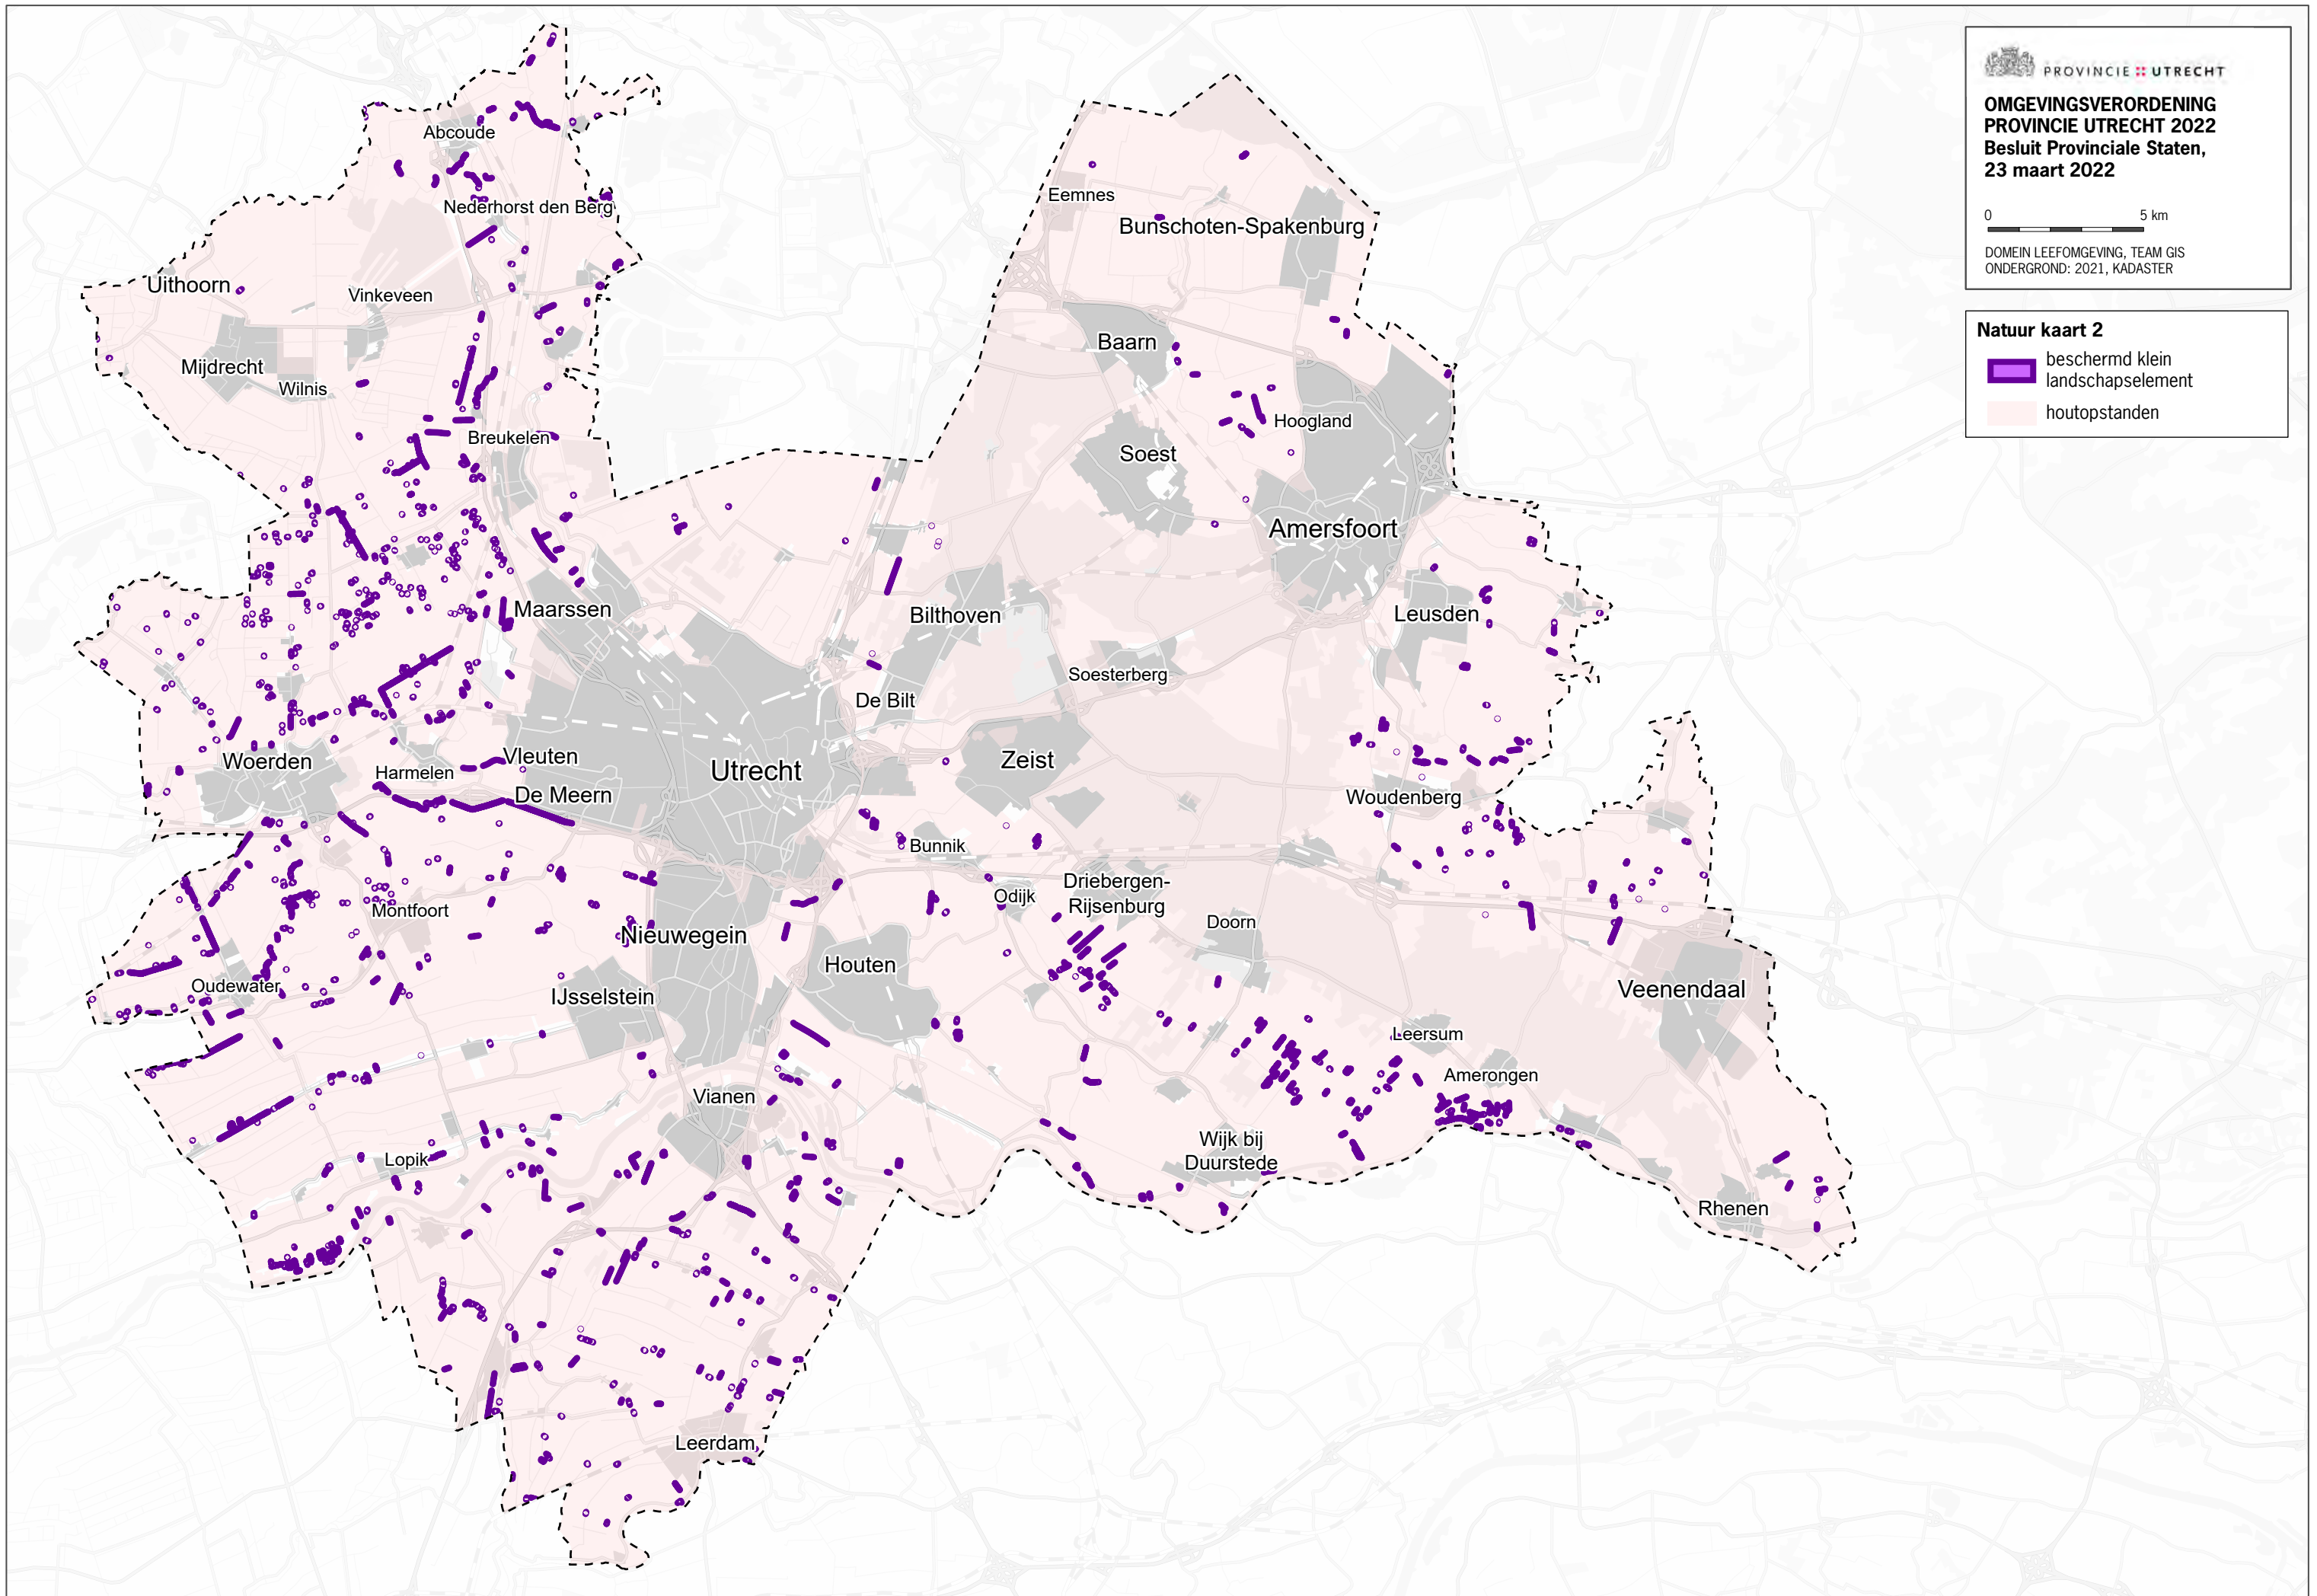 PROVINCIE UTRECHT
OMGEVINGSVERORDENING
PROVINCIE UTRECHT 2022
Besluit Provinciale Staten,
23 maart 2022
0 5 km
DOMEIN LEEFOMGEVING, TEAM GIS
ONDERGROND: 2021, KADASTER
Natuur kaart 2
beschermd klein
landschapselement
houtopstanden
Abcoude
Eemnes
Nederhorst den Berg
Bunschoten-Spakenburg
Uithoorn
Vinkeveen
Baarn
Mijdrecht
Wilnis
Hoogland
Breukelen
Soest
Amersfoort
Maarssen
Bilthoven
Leusden
Soesterberg
De Bilt
Vleuten
Zeist
Woerden
Harmelen
Utrecht
De Meern
Woudenberg
Bunnik
Driebergen-
Rijsenburg
Odijk
Montfoort
Doorn
Nieuwegein
Houten
Oudewater
IJsselstein
Veenendaal
Leersum
Amerongen
Vianen
Wijk bij
Duurstede
Lopik
Rhenen
Leerdam